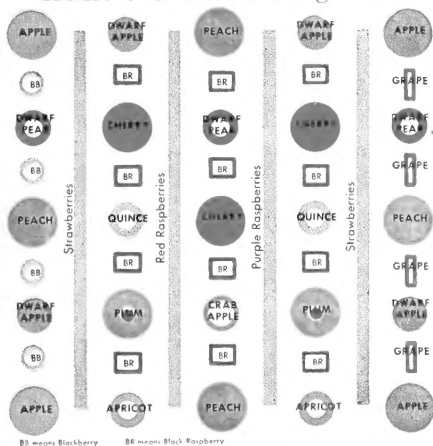 APPLE DWARF APPLE PEACH DWARF APPLE APPLE
BB BR BR BR GRAPE
DWARF PEAR CHERRY DWARF PEAR CHERRY DWARF PEAR
BB BR BR BR GRAPE
PEACH QUINCE CHERRY QUINCE PEACH
Strawberries Red Raspberries Purple Raspberries Strawberries
BB BR BR BR GRAPE
DWARF APPLE PLUM CRAB APPLE PLUM DWARF APPLE
BB BR BR BR GRAPE
APPLE APRICOT PEACH APRICOT APPLE
BB means Blackberry BR means Black Raspberry